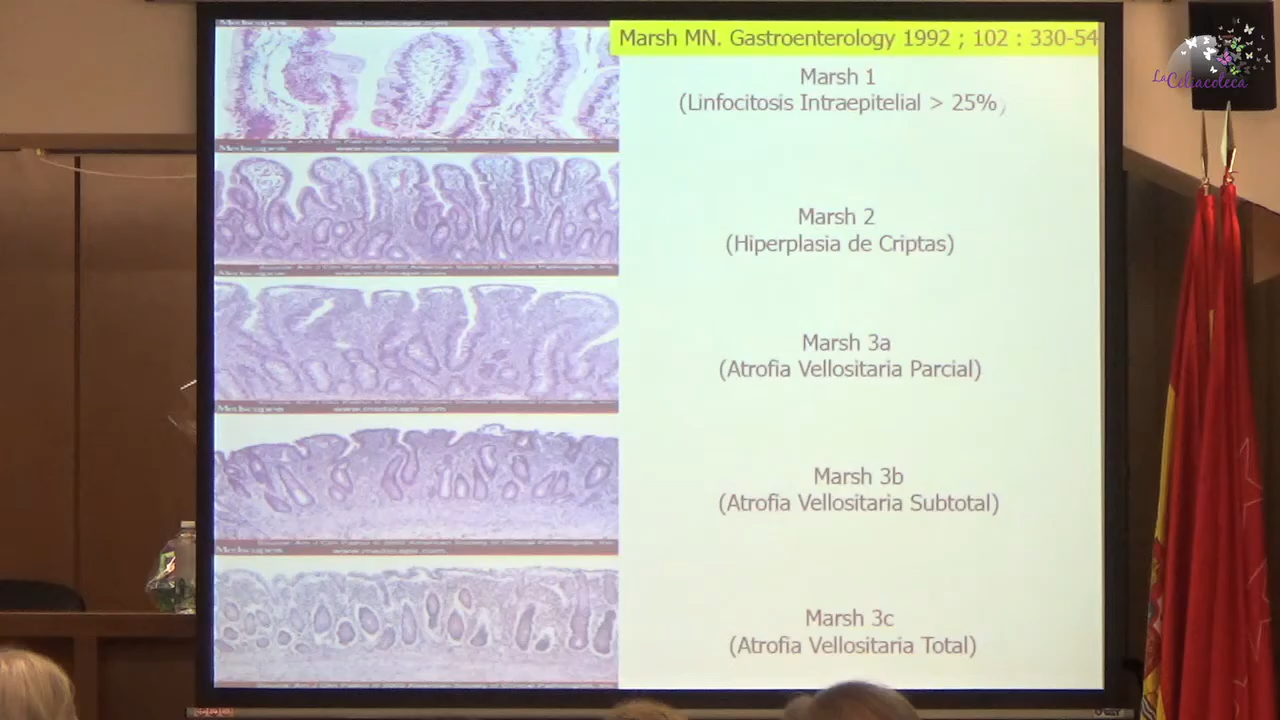 Marsh MN. Gastroenterology 1992 ; 102 : 330-54
La Celiacoteca
Marsh 1
(Linfocitosis Intraepitelial > 25%)
Marsh 2
(Hiperplasia de Criptas)
Marsh 3a
(Atrofia Vellositaria Parcial)
Marsh 3b
(Atrofia Vellositaria Subtotal)
Marsh 3c
(Atrofia Vellositaria Total)